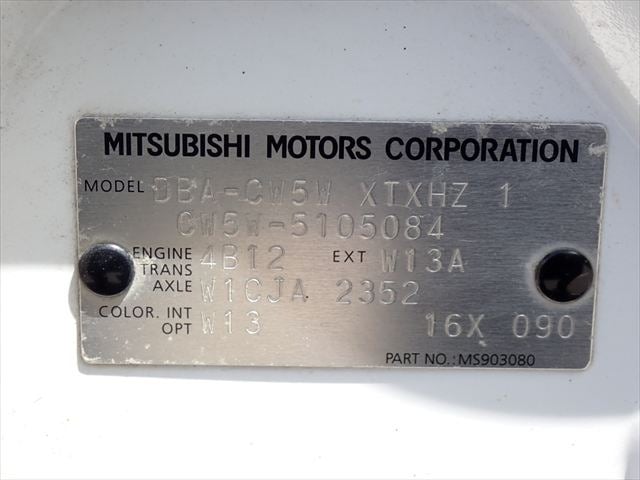 MITSUBISHI MOTORS CORPORATION
MODEL DBA-CW5W XTXHZ 1
CW5W-5105084
ENGINE 4B12 EXT W13A
TRANS
AXLE W1CJA 2352
COLOR. INT W13 16X 090
OPT
PART NO.:MS903080